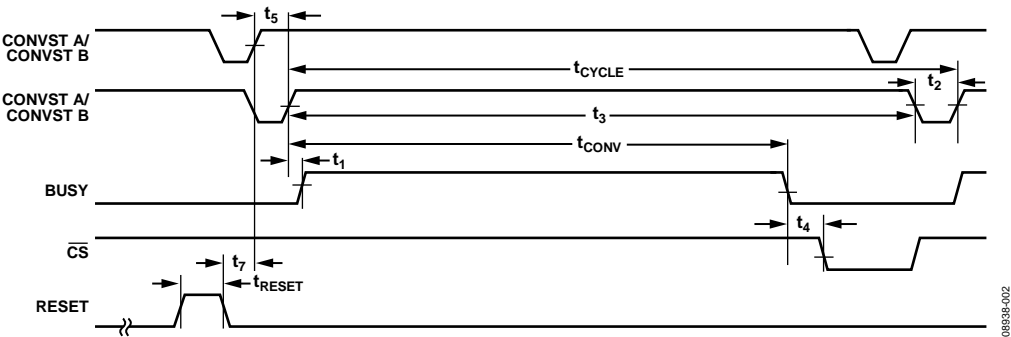 t5
CONVST A/
CONVST B
tCYCLE
t2
CONVST A/
CONVST B
t3
tCONV
t1
BUSY
t4
CS
t7
tRESET
RESET
08938-002